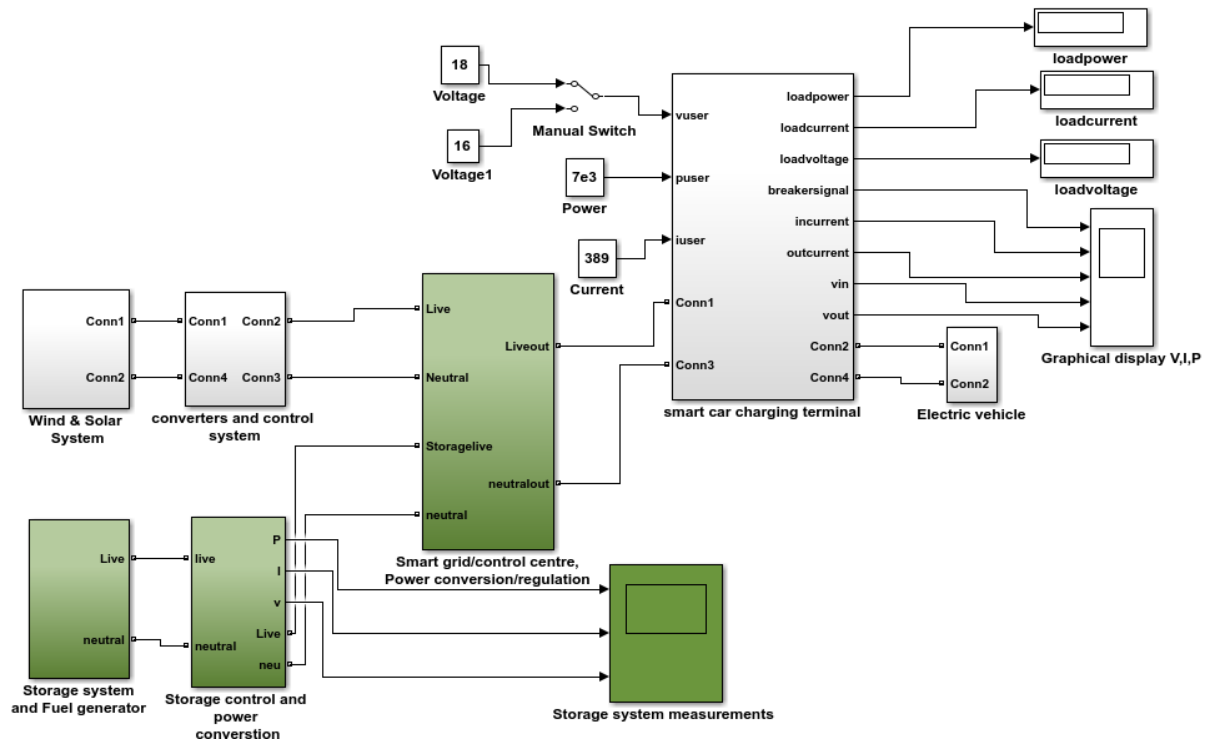 18
Voltage
16
Voltage1
Manual Switch
7e3
Power
389
Current
vuser
puser
iuser
Conn1
Conn3
loadpower
loadcurrent
loadvoltage
breakersignal
incurrent
outcurrent
vin
vout
Conn2
Conn4
smart car charging terminal
loadpower
loadcurrent
loadvoltage
Graphical display V,I,P
Conn1
Conn2
Electric vehicle
Conn1
Conn2
Wind & Solar
System
Conn1
Conn4
Conn2
Conn3
converters and control
system
Live
Neutral
Storagelive
neutral
Liveout
neutralout
Smart grid/control centre,
Power conversion/regulation
Live
neutral
Storage system
and Fuel generator
live
neutral
P
I
v
Live
neu
Storage control and
power
converstion
Storage system measurements